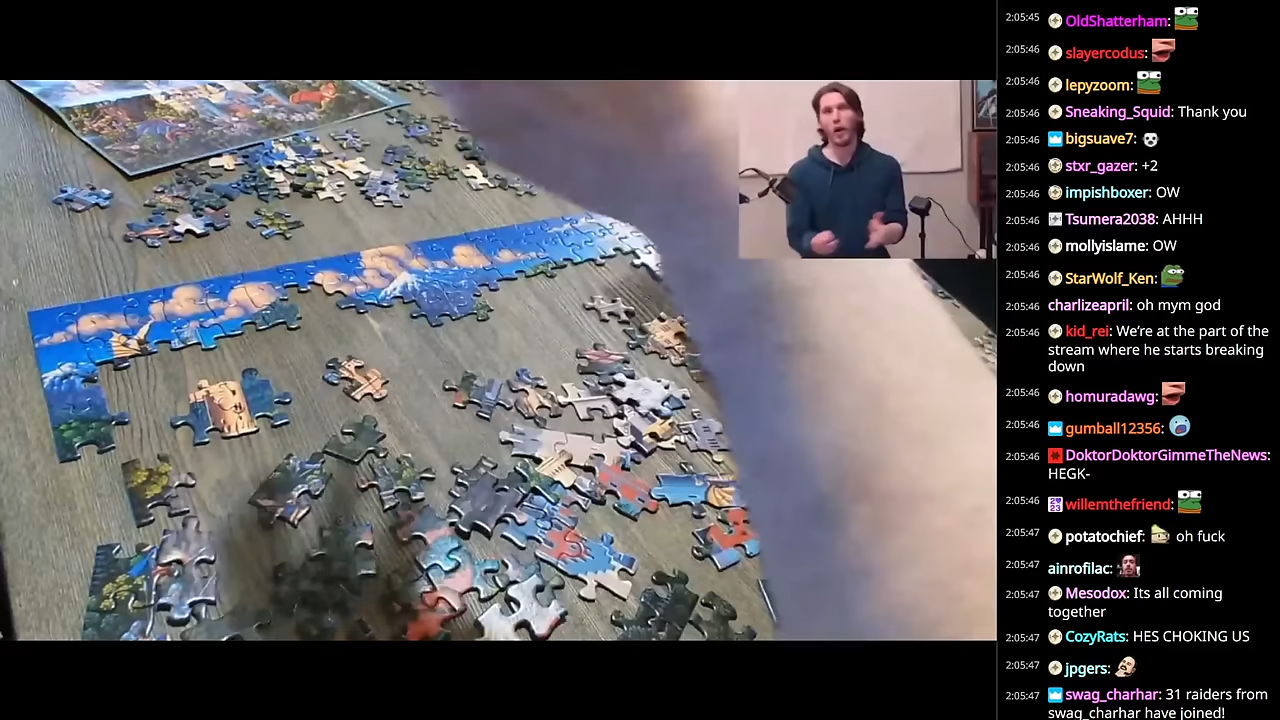 2:05:45 OldShatterham:
2:05:46 slayercodus:
2:05:46 lepyzoom:
2:05:46 Sneaking_Squid: Thank you
2:05:46 bigsuave7:
2:05:46 stxr_gazer: +2
2:05:46 impishboxer: OW
2:05:46 Tsumera2038: AHHH
2:05:46 mollyislame: OW
2:05:46 StarWolf_Ken:
2:05:46 charlizeapril: oh mym god
2:05:46 kid_rei: We’re at the part of the
stream where he starts breaking
down
2:05:46 homuradawg:
2:05:46 gumball12356:
2:05:46 DoktorDoktorGimmeTheNews:
HEGK-
2:05:46 willemthefriend:
2:05:47 potatochief: oh fuck
2:05:47 ainrofilac:
2:05:47 Mesodox: Its all coming
together
2:05:47 CozyRats: HES CHOKING US
2:05:47 jpgers:
2:05:47 swag_charhar: 31 raiders from
swag_charhar have joined!